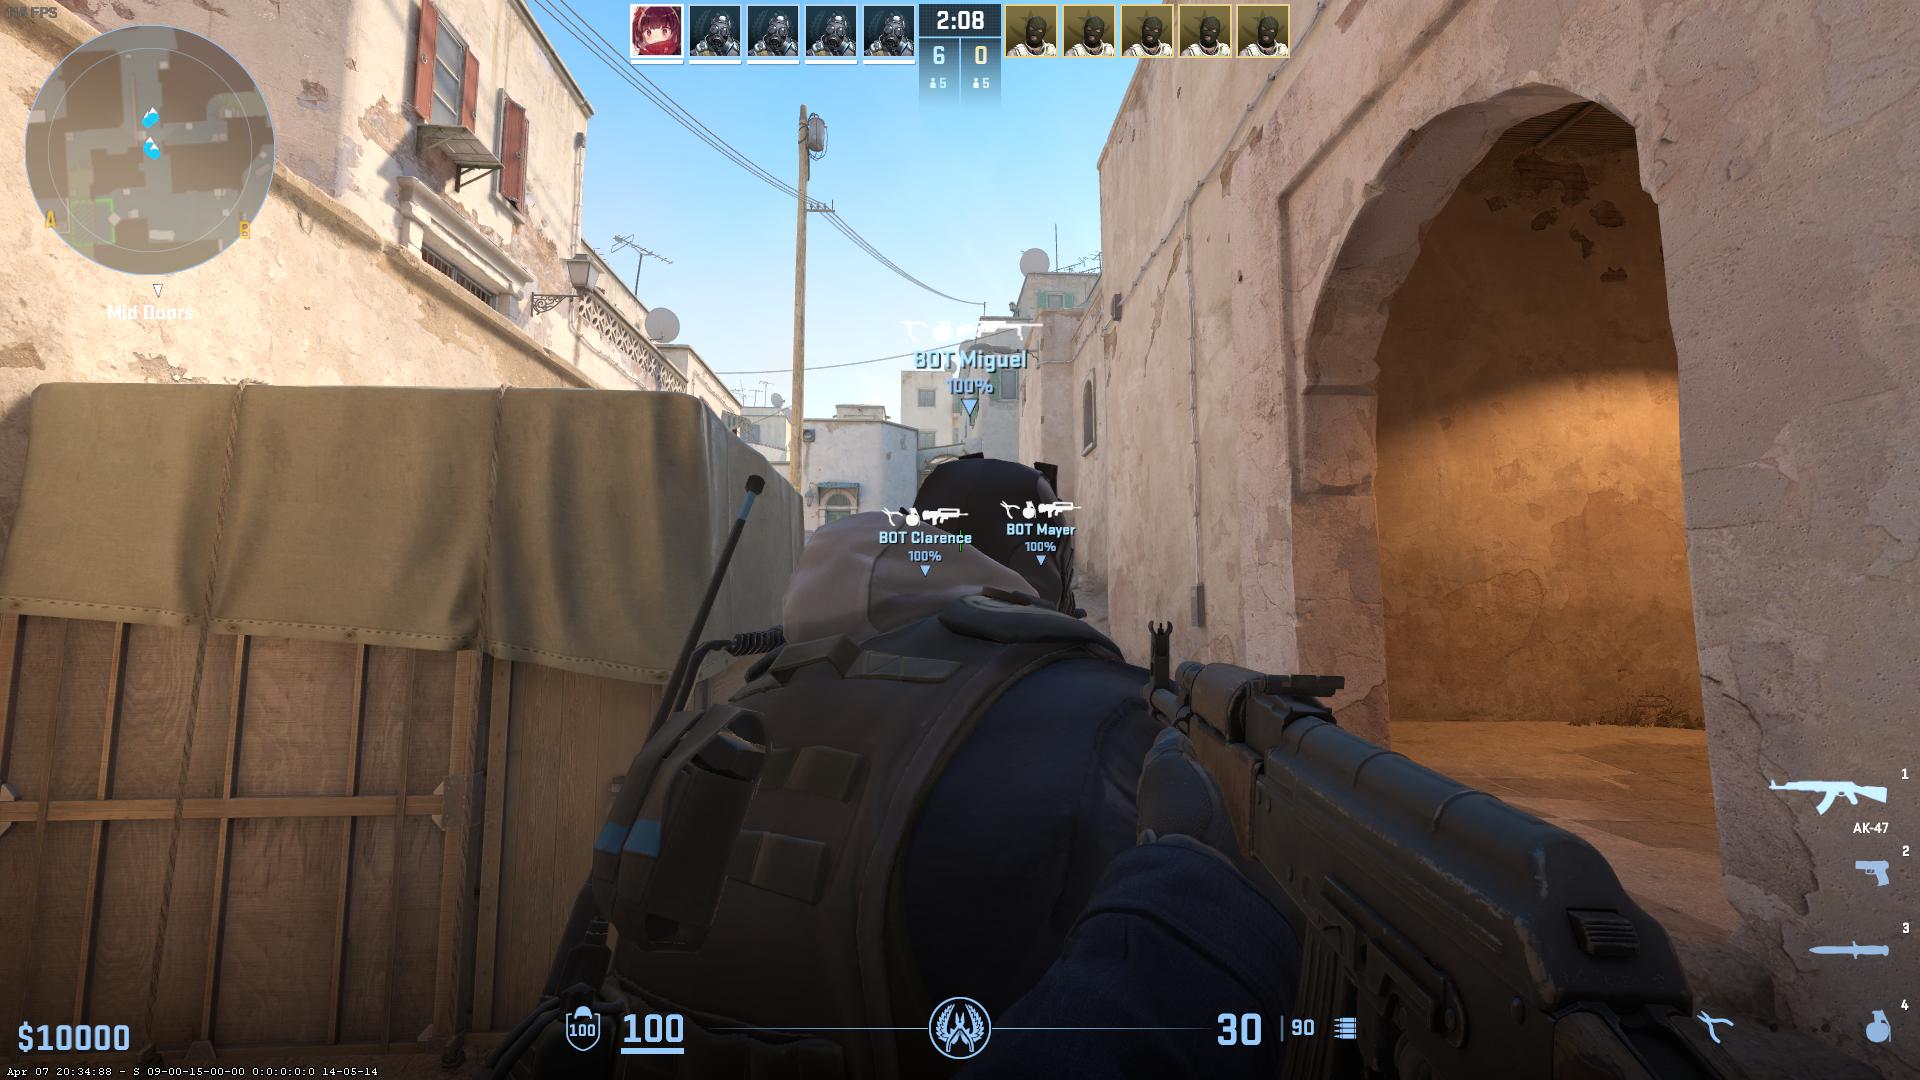 2:08
6 0
5 5
A
B
Mid Doors
BOT Miguel
100%
BOT Clarence
100%
BOT Mayer
100%
1
AK-47
2
3
4
$10000
100
100
30 | 90
Apr 07 20:34:88 - S 09-00-15-00-00 0:0:0:0:0 14-05-14